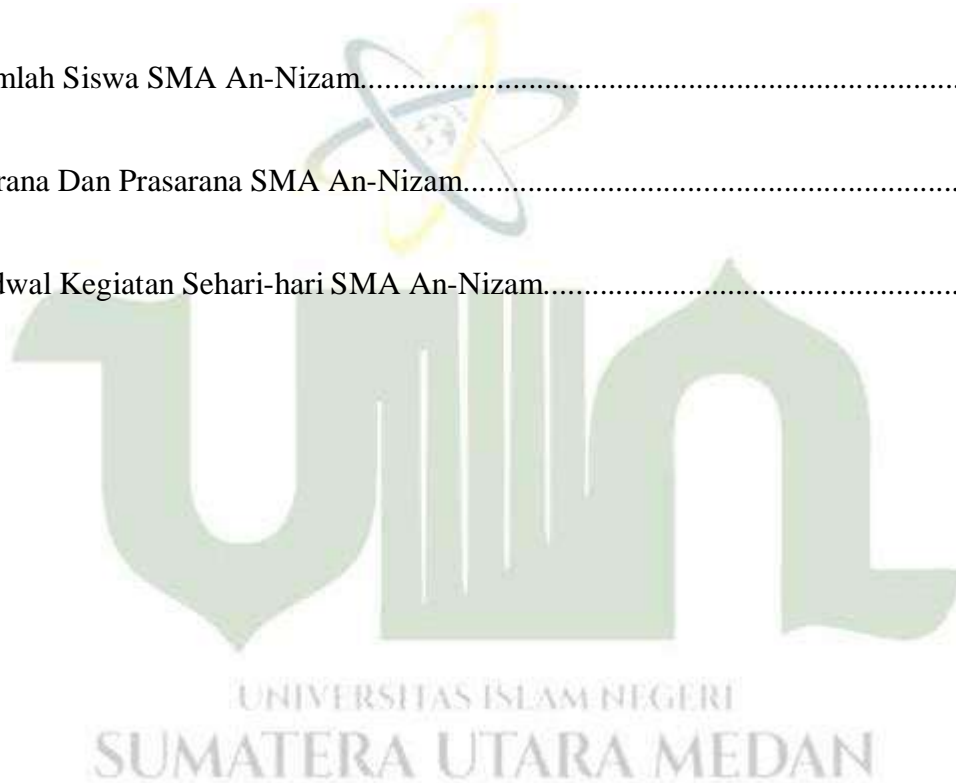 mlah Siswa SMA An-Nizam.......................................................................................
rana Dan Prasarana SMA An-Nizam.......................................................................
dwal Kegiatan Sehari-hari SMA An-Nizam............................................................
UIN
UNIVERSITAS ISLAM NEGERI
SUMATERA UTARA MEDAN